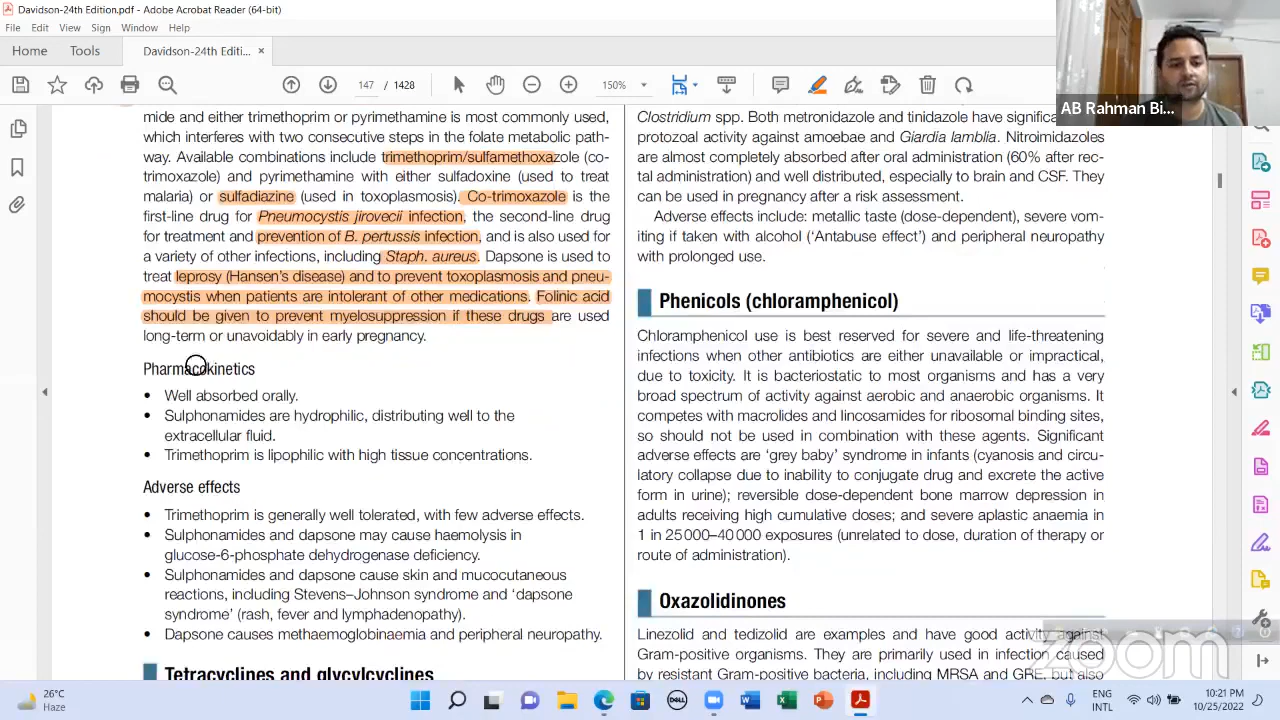 Davidson-24th Edition.pdf - Adobe Acrobat Reader (64-bit)
File Edit View Sign Window Help
Home Tools Davidson-24th Editi... ×
147 / 1428 150%
AB Rahman Bi...
mide and either trimethoprim or pyrimethamine is most commonly used,
which interferes with two consecutive steps in the folate metabolic path-
way. Available combinations include trimethoprim/sulfamethoxazole (co-
trimoxazole) and pyrimethamine with either sulfadoxine (used to treat
malaria) or sulfadiazine (used in toxoplasmosis). Co-trimoxazole is the
first-line drug for Pneumocystis jirovecii infection, the second-line drug
for treatment and prevention of B. pertussis infection, and is also used for
a variety of other infections, including Staph. aureus. Dapsone is used to
treat leprosy (Hansen's disease) and to prevent toxoplasmosis and pneu-
mocystis when patients are intolerant of other medications. Folinic acid
should be given to prevent myelosuppression if these drugs are used
long-term or unavoidably in early pregnancy.
Pharmacokinetics
• Well absorbed orally.
• Sulphonamides are hydrophilic, distributing well to the
extracellular fluid.
• Trimethoprim is lipophilic with high tissue concentrations.
Adverse effects
• Trimethoprim is generally well tolerated, with few adverse effects.
• Sulphonamides and dapsone may cause haemolysis in
glucose-6-phosphate dehydrogenase deficiency.
• Sulphonamides and dapsone cause skin and mucocutaneous
reactions, including Stevens–Johnson syndrome and 'dapsone
syndrome' (rash, fever and lymphadenopathy).
• Dapsone causes methaemoglobinaemia and peripheral neuropathy.
Tetracyclines and glycylcyclines
Clostridium spp. Both metronidazole and tinidazole have
protozoal activity against amoebae and Giardia lamblia. Nitroimidazoles
are almost completely absorbed after oral administration (60% after rec-
tal administration) and well distributed, especially to brain and CSF. They
can be used in pregnancy after a risk assessment.
Adverse effects include: metallic taste (dose-dependent), severe vom-
iting if taken with alcohol ('Antabuse effect') and peripheral neuropathy
with prolonged use.
Phenicols (chloramphenicol)
Chloramphenicol use is best reserved for severe and life-threatening
infections when other antibiotics are either unavailable or impractical,
due to toxicity. It is bacteriostatic to most organisms and has a very
broad spectrum of activity against aerobic and anaerobic organisms. It
competes with macrolides and lincosamides for ribosomal binding sites,
so should not be used in combination with these agents. Significant
adverse effects are 'grey baby' syndrome in infants (cyanosis and circu-
latory collapse due to inability to conjugate drug and excrete the active
form in urine); reversible dose-dependent bone marrow depression in
adults receiving high cumulative doses; and severe aplastic anaemia in
1 in 25 000–40 000 exposures (unrelated to dose, duration of therapy or
route of administration).
Oxazolidinones
Linezolid and tedizolid are examples and have good activity against
Gram-positive organisms. They are primarily used in infection caused
by resistant Gram-positive bacteria, including MRSA and GRE, but also
zoom
26°C
Haze
DELL
ENG
INTL
10:21 PM
10/25/2022